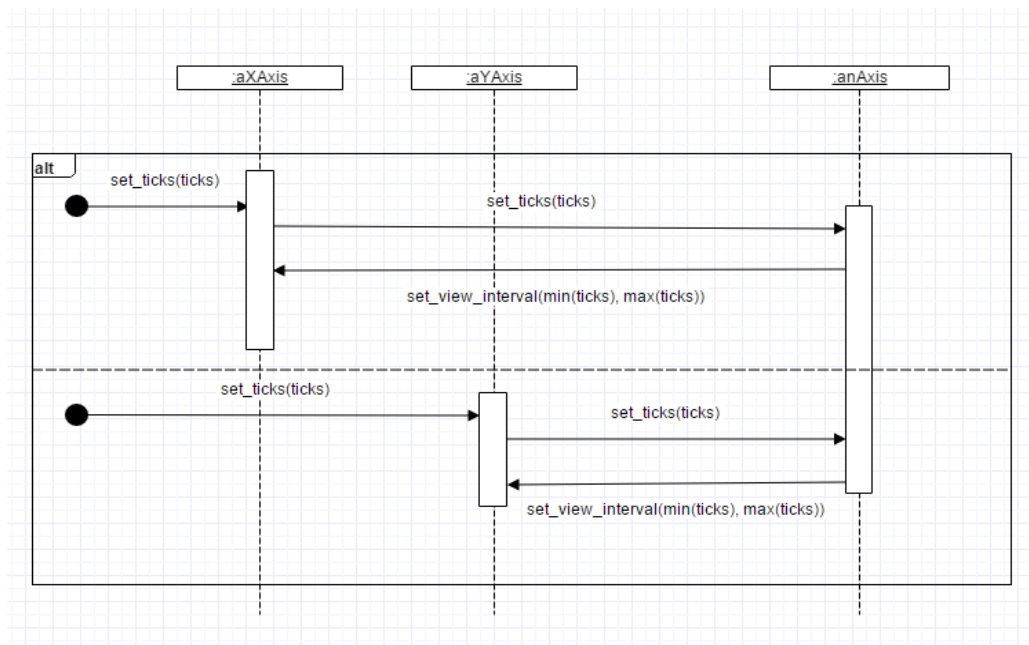 :aXAxis
:aYAxis
:anAxis
alt
set_ticks(ticks)
set_ticks(ticks)
set_view_interval(min(ticks), max(ticks))
set_ticks(ticks)
set_ticks(ticks)
set_view_interval(min(ticks), max(ticks))